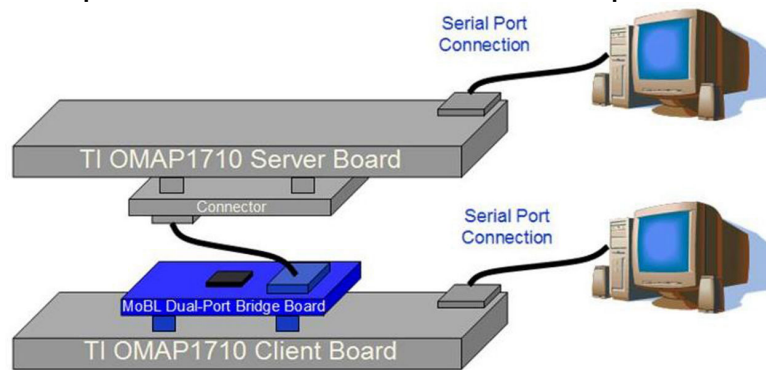 Serial Port
Connection
TI OMAP1710 Server Board
Connector
Serial Port
Connection
MoBL Dual-Port Bridge Board
TI OMAP1710 Client Board